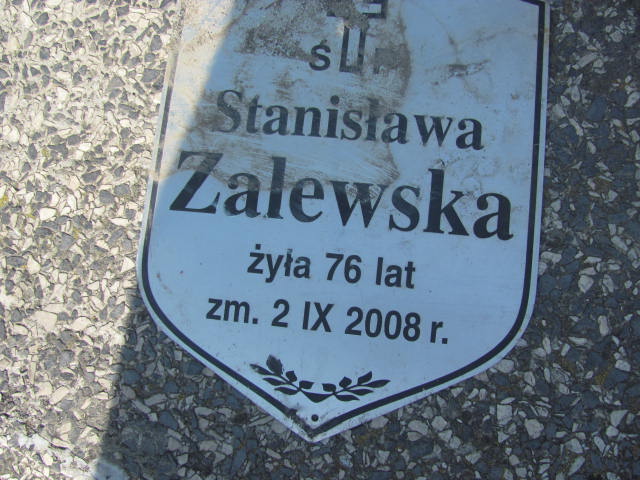 Stanisława
Zalewska
żyła 76 lat
zm. 2 IX 2008 r.